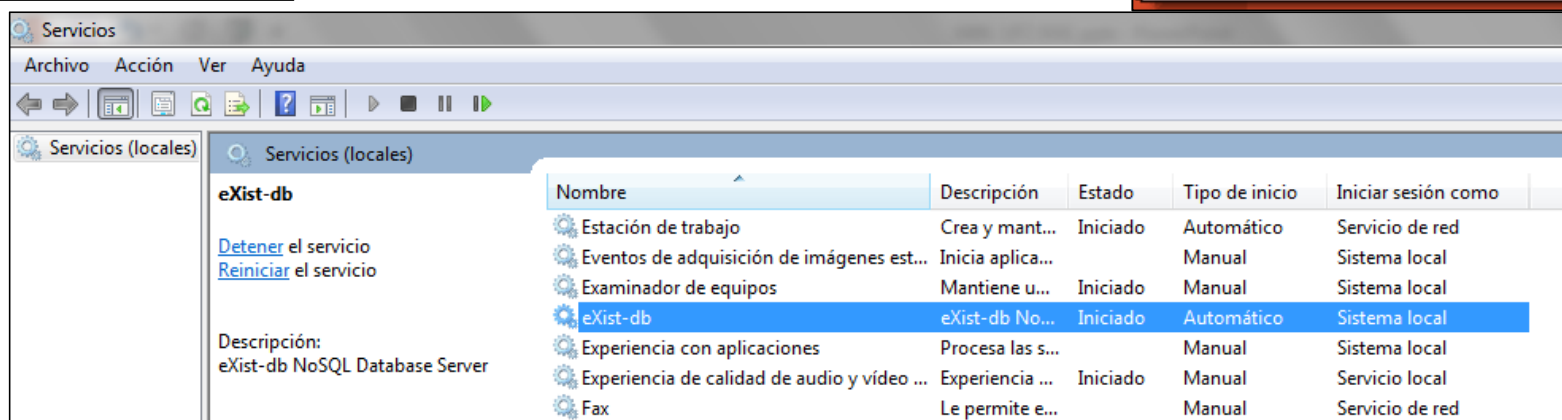 Servicios
Archivo Acción Ver Ayuda
Servicios (locales)
Servicios (locales)
eXist-db
Detener el servicio
Reiniciar el servicio
Descripción:
eXist-db NoSQL Database Server
Nombre Descripción Estado Tipo de inicio Iniciar sesión como
Estación de trabajo Crea y mant... Iniciado Automático Servicio de red
Eventos de adquisición de imágenes est... Inicia aplica... Manual Sistema local
Examinador de equipos Mantiene u... Iniciado Manual Sistema local
eXist-db eXist-db No... Iniciado Automático Sistema local
Experiencia con aplicaciones Procesa las s... Manual Sistema local
Experiencia de calidad de audio y vídeo ... Experiencia ... Iniciado Manual Servicio local
Fax Le permite e... Manual Servicio de red